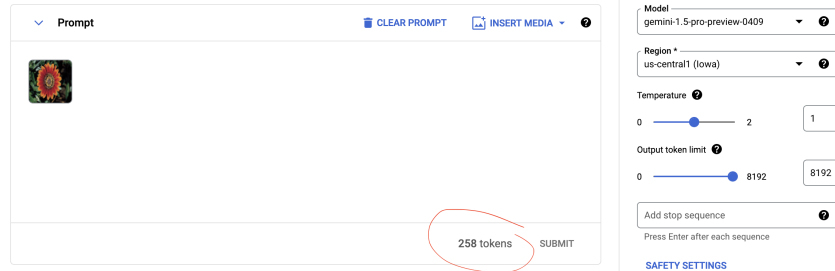 Prompt
CLEAR PROMPT
INSERT MEDIA
258 tokens
SUBMIT
Model
gemini-1.5-pro-preview-0409
Region *
us-central1 (Iowa)
Temperature
0 2 1
Output token limit
0 8192 8192
Add stop sequence
Press Enter after each sequence
SAFETY SETTINGS